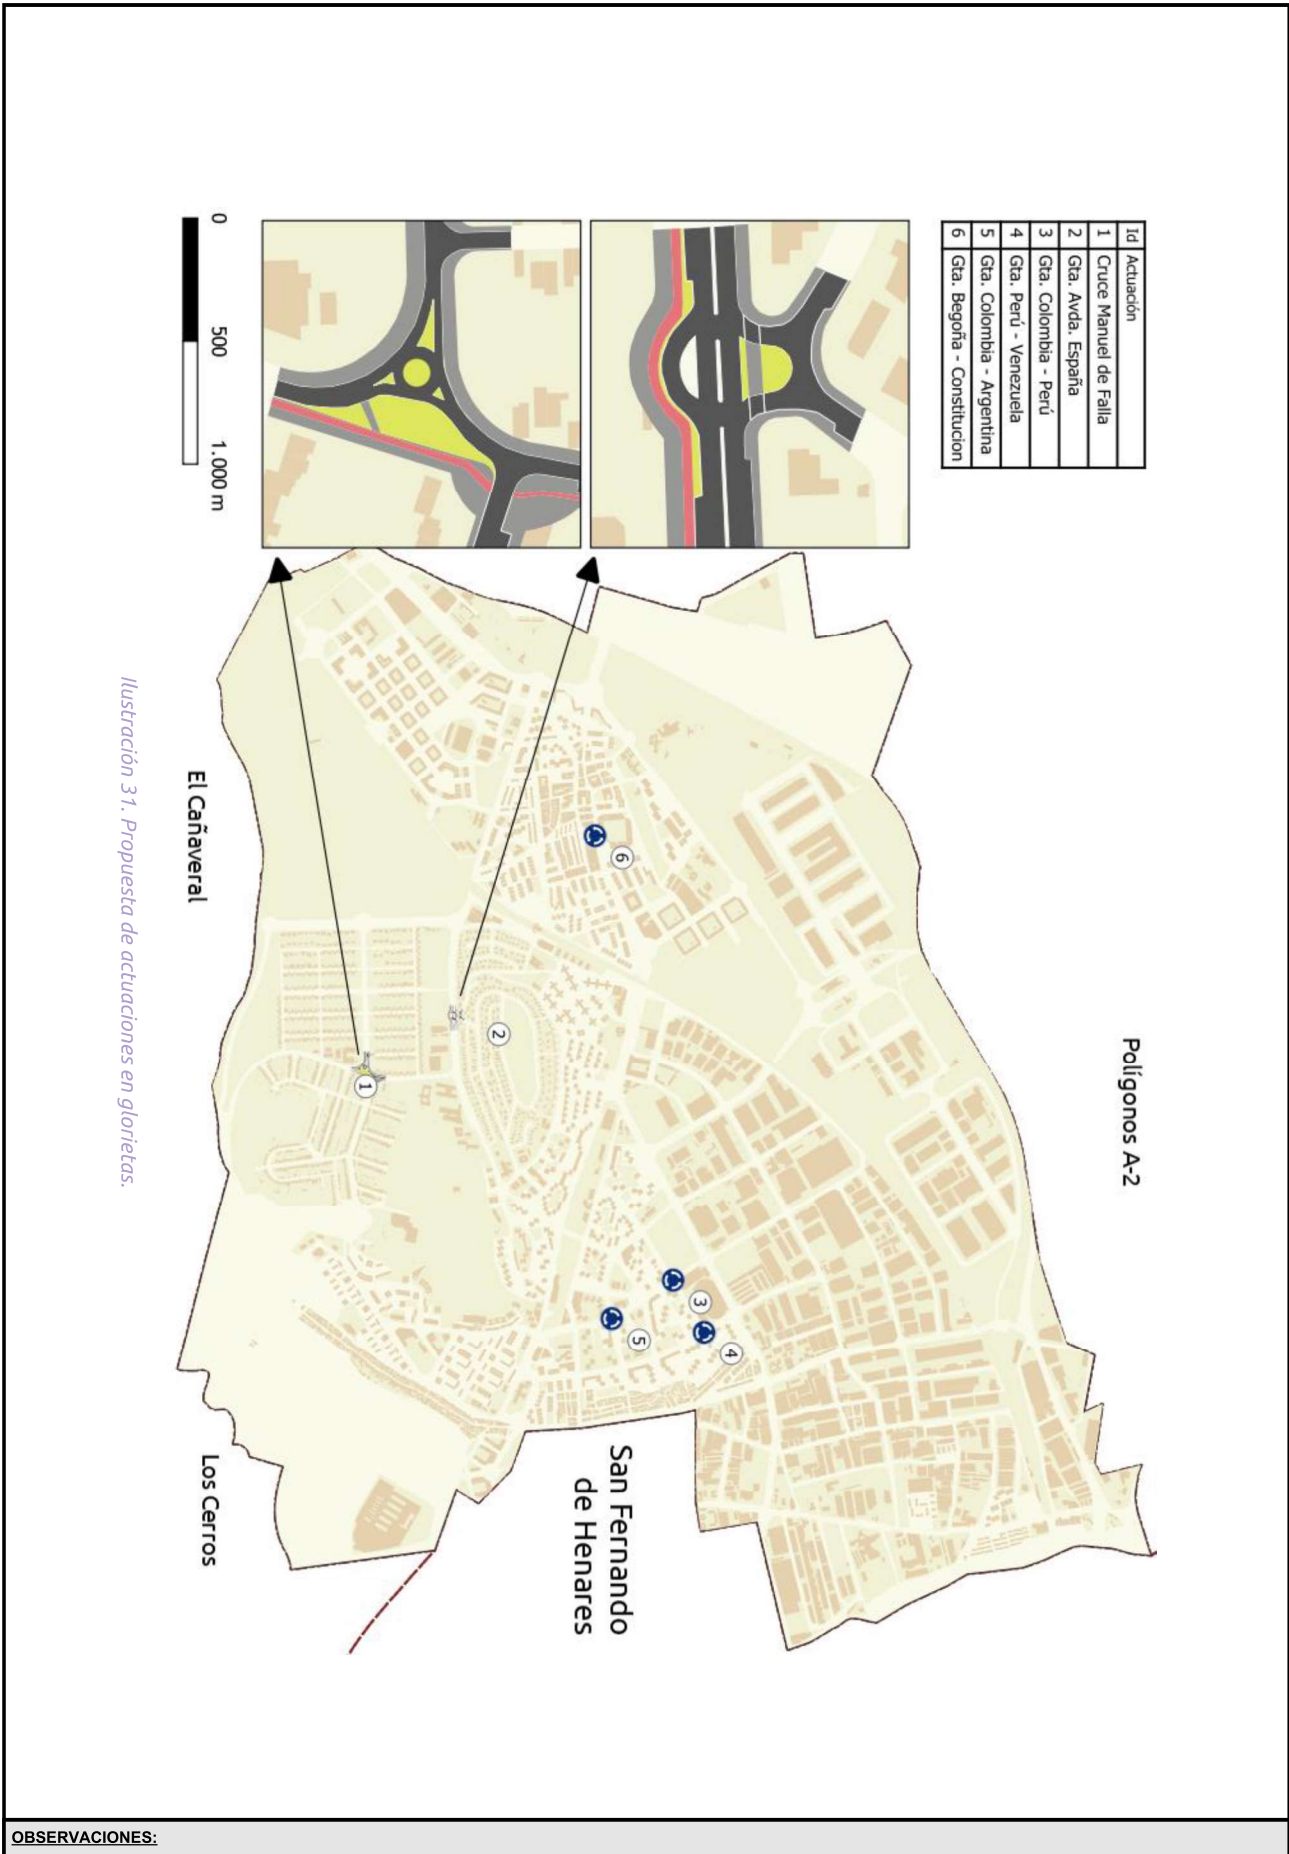 Id Actuación
1 Cruce Manuel de Falla
2 Gta. Avda. España
3 Gta. Colombia - Perú
4 Gta. Perú - Venezuela
5 Gta. Colombia - Argentina
6 Gta. Begoña - Constitucion
Polígonos A-2
San Fernando
de Henares
6
2
3
4
5
1
0 500 1.000 m
El Cañaveral
Los Cerros
Ilustración 31. Propuesta de actuaciones en glorietas.
OBSERVACIONES: